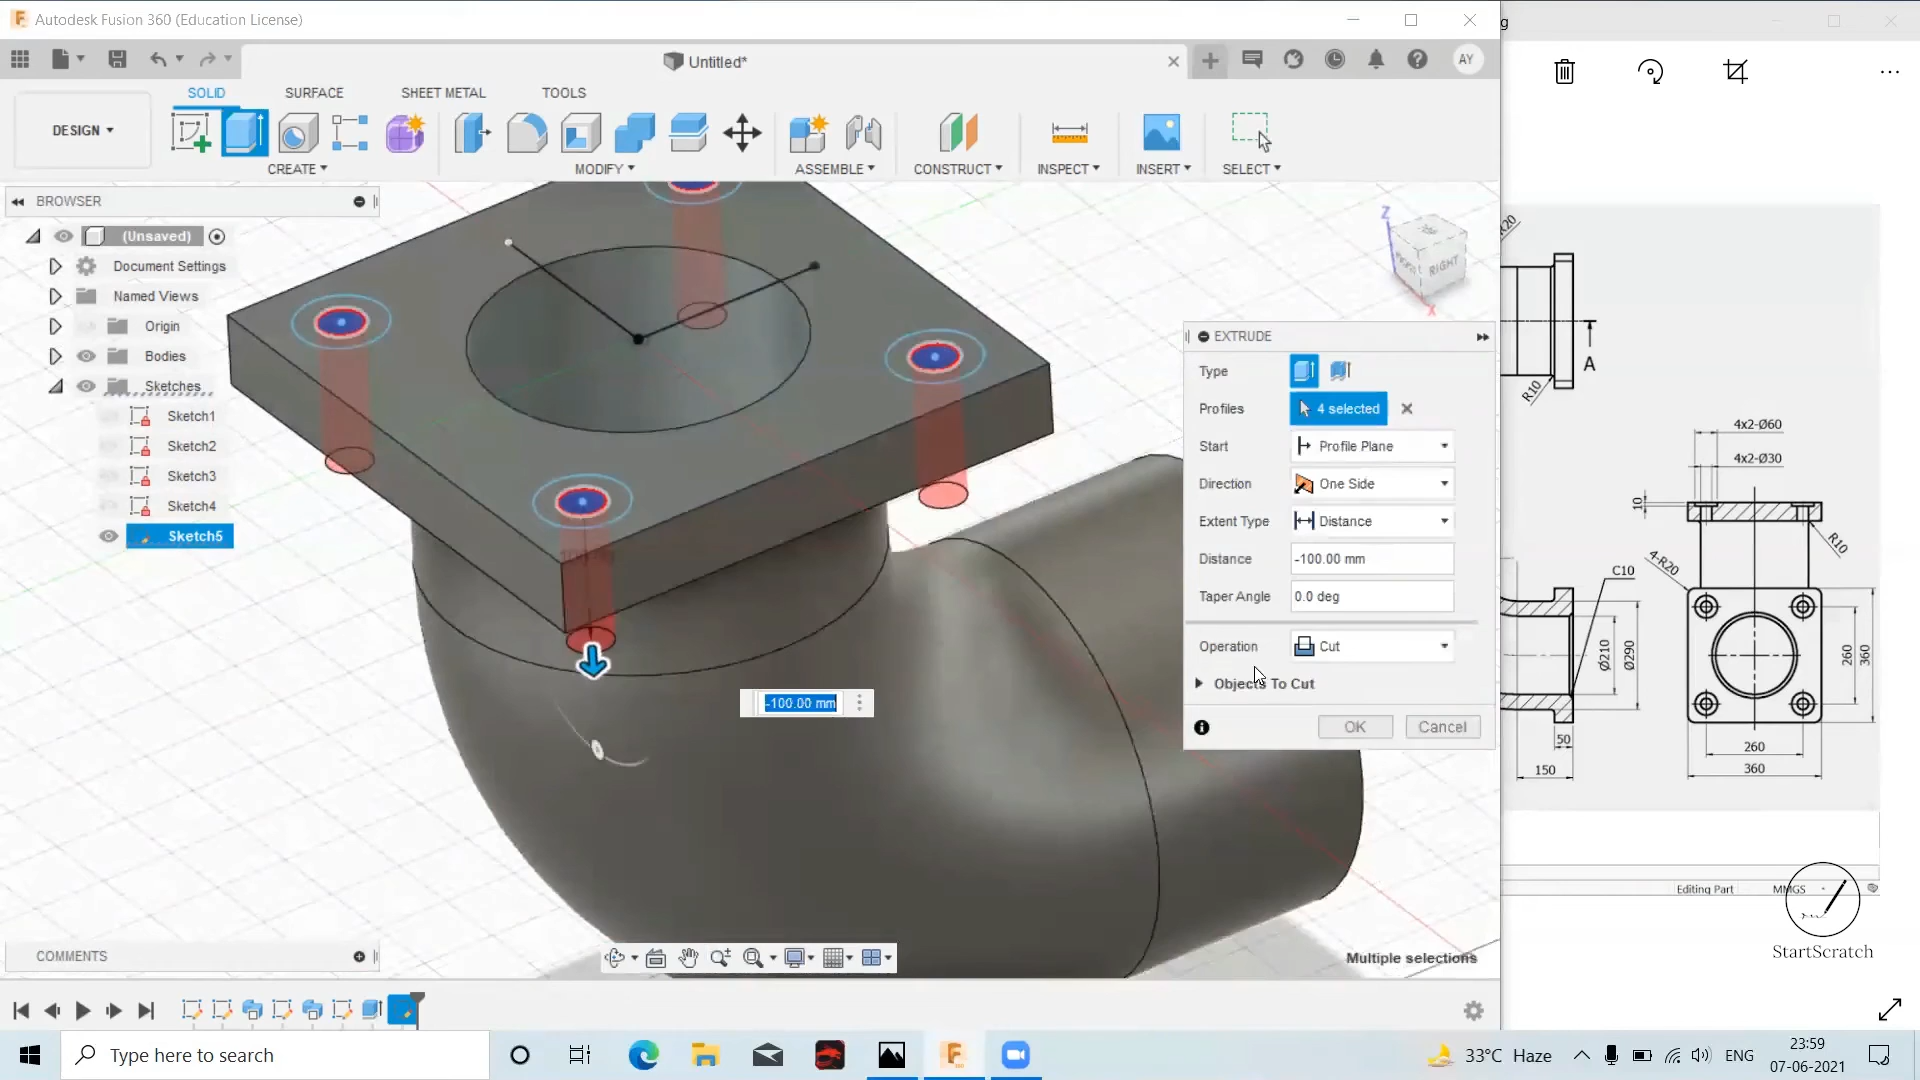 Autodesk Fusion 360 (Education License)
Untitled*
AY
DESIGN
SOLID
SURFACE
SHEET METAL
TOOLS
CREATE
MODIFY
ASSEMBLE
CONSTRUCT
INSPECT
INSERT
SELECT
BROWSER
(Unsaved)
Document Settings
Named Views
Origin
Bodies
Sketches
Sketch1
Sketch2
Sketch3
Sketch4
Sketch5
Z
RIGHT
X
EXTRUDE
Type
Profiles
4 selected
Start
Profile Plane
Direction
One Side
Extent Type
Distance
Distance
-100.00 mm
Taper Angle
0.0 deg
Operation
Cut
Objects To Cut
OK
Cancel
-100.00 mm
Multiple selections
COMMENTS
R10
A
4x2-Ø60
4x2-Ø30
10
R10
4-R20
C10
Ø210
Ø290
50
150
260
360
260
360
Editing Part
MMGS
StartScratch
Type here to search
33°C Haze
ENG
23:59
07-06-2021